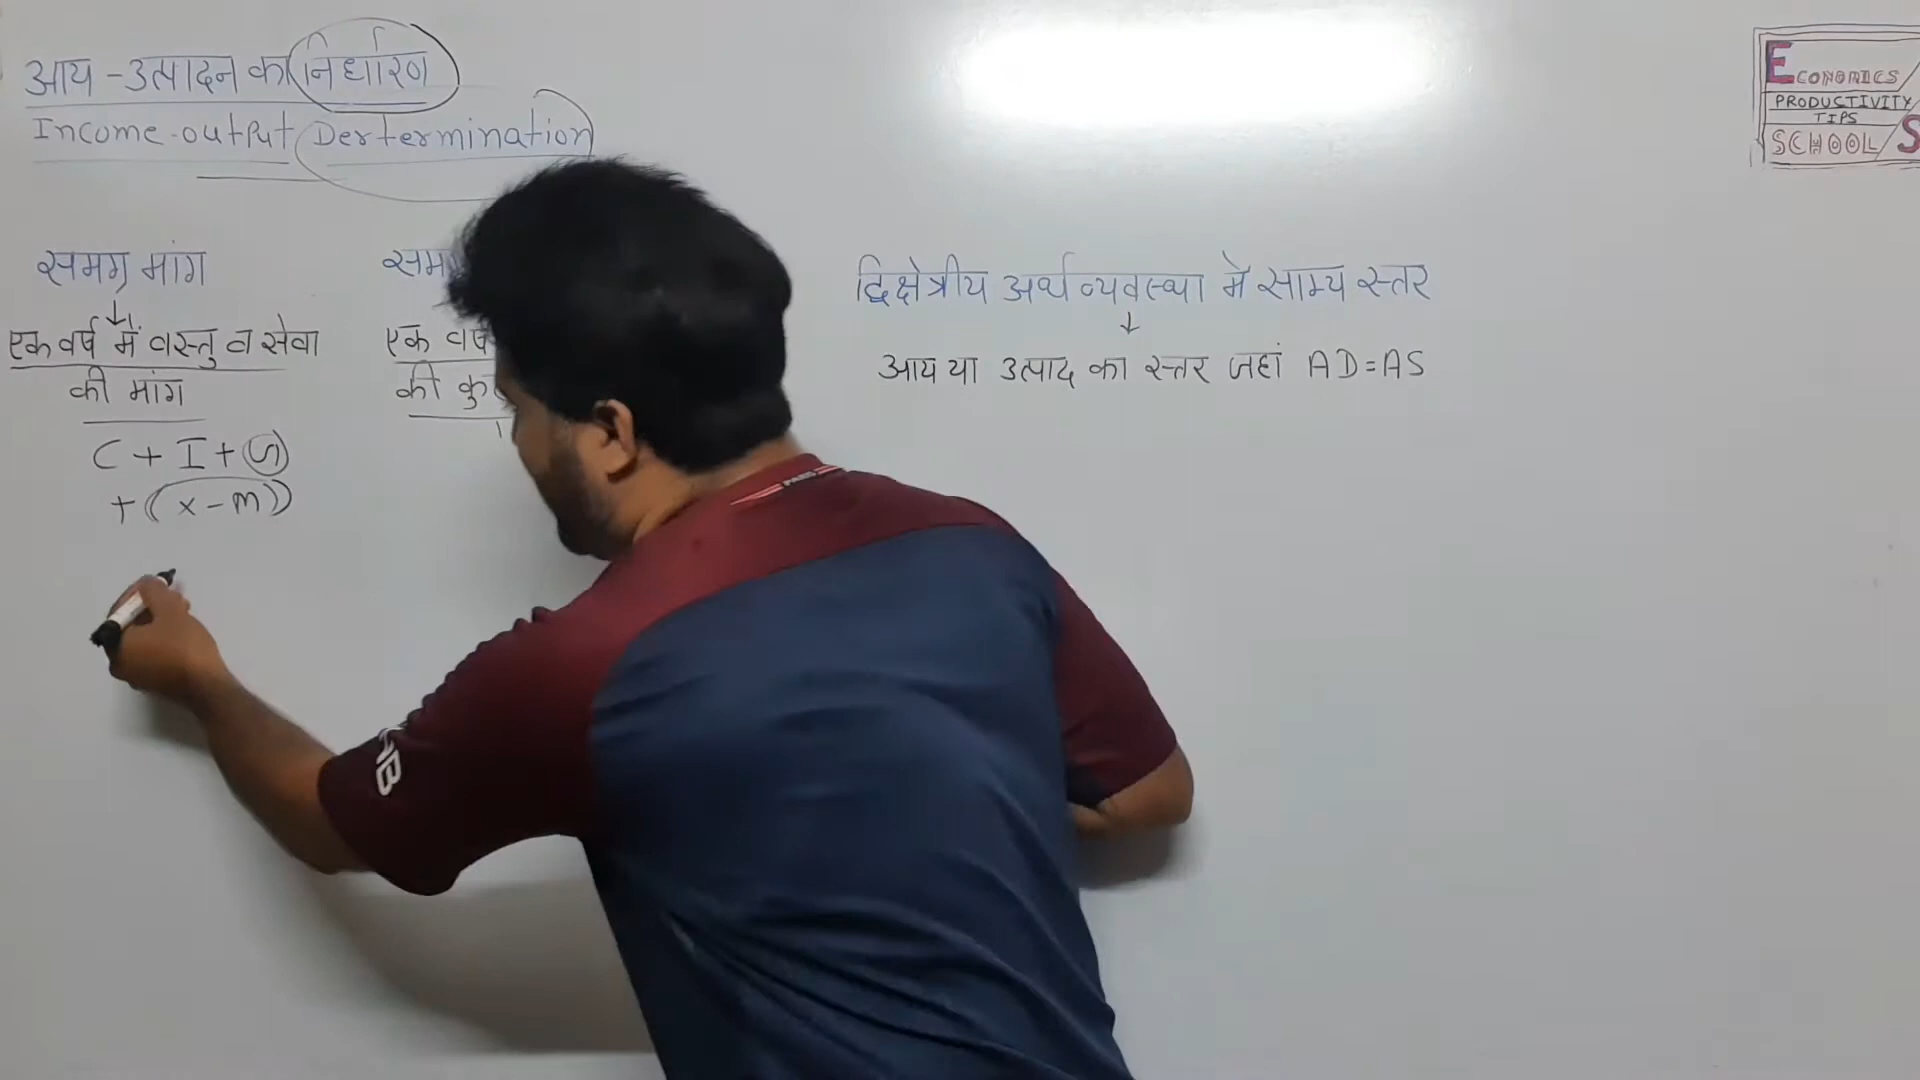 आय - उत्पादन का निर्धारण
Income-output Dertermination
ECONOMICS
PRODUCTIVITY
TIPS
SCHOOL
समग्र मांग
↓
एक वर्ष में वस्तु व सेवा
की मांग
C + I + G
+ (x - m)
एक वर्ष
की
द्विक्षेत्रीय अर्थव्यवस्था में साम्य स्तर
↓
आय या उत्पाद का स्तर जहां AD = AS